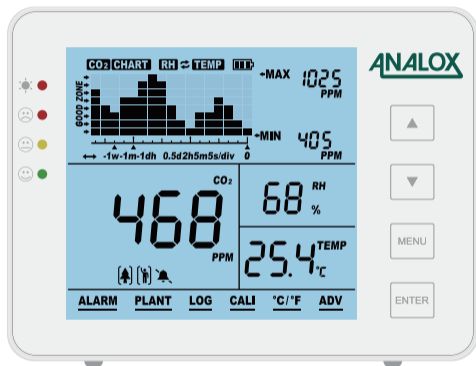 ANALOX
CO2 CHART RH ⇄ TEMP
MAX 1025 PPM
GOOD ZONE
MIN 405 PPM
↔ -1w-1m-1dh 0.5d2h5m5s/div 0
CO2
468 PPM
68 RH %
25.4 TEMP °C
ALARM PLANT LOG CALI °C/°F ADV
MENU
ENTER